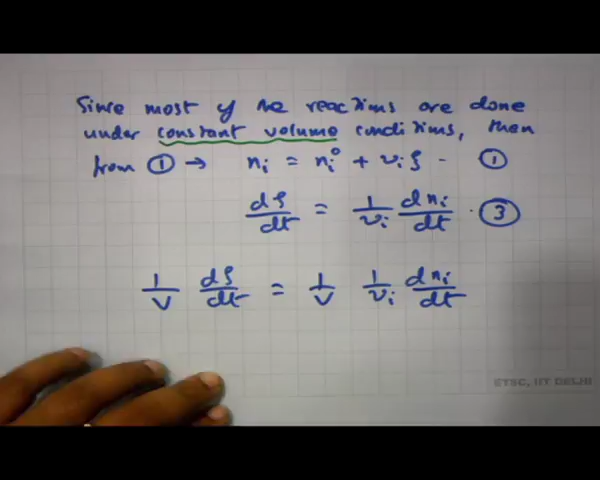 Since most of the reactions are done
under constant volume conditions, then
from ① → nᵢ = nᵢ⁰ + νᵢξ - ①
dξ/dt = 1/νᵢ dnᵢ/dt . ③
1/V dξ/dt = 1/V 1/νᵢ dnᵢ/dt
ETSC, IIT DELHI